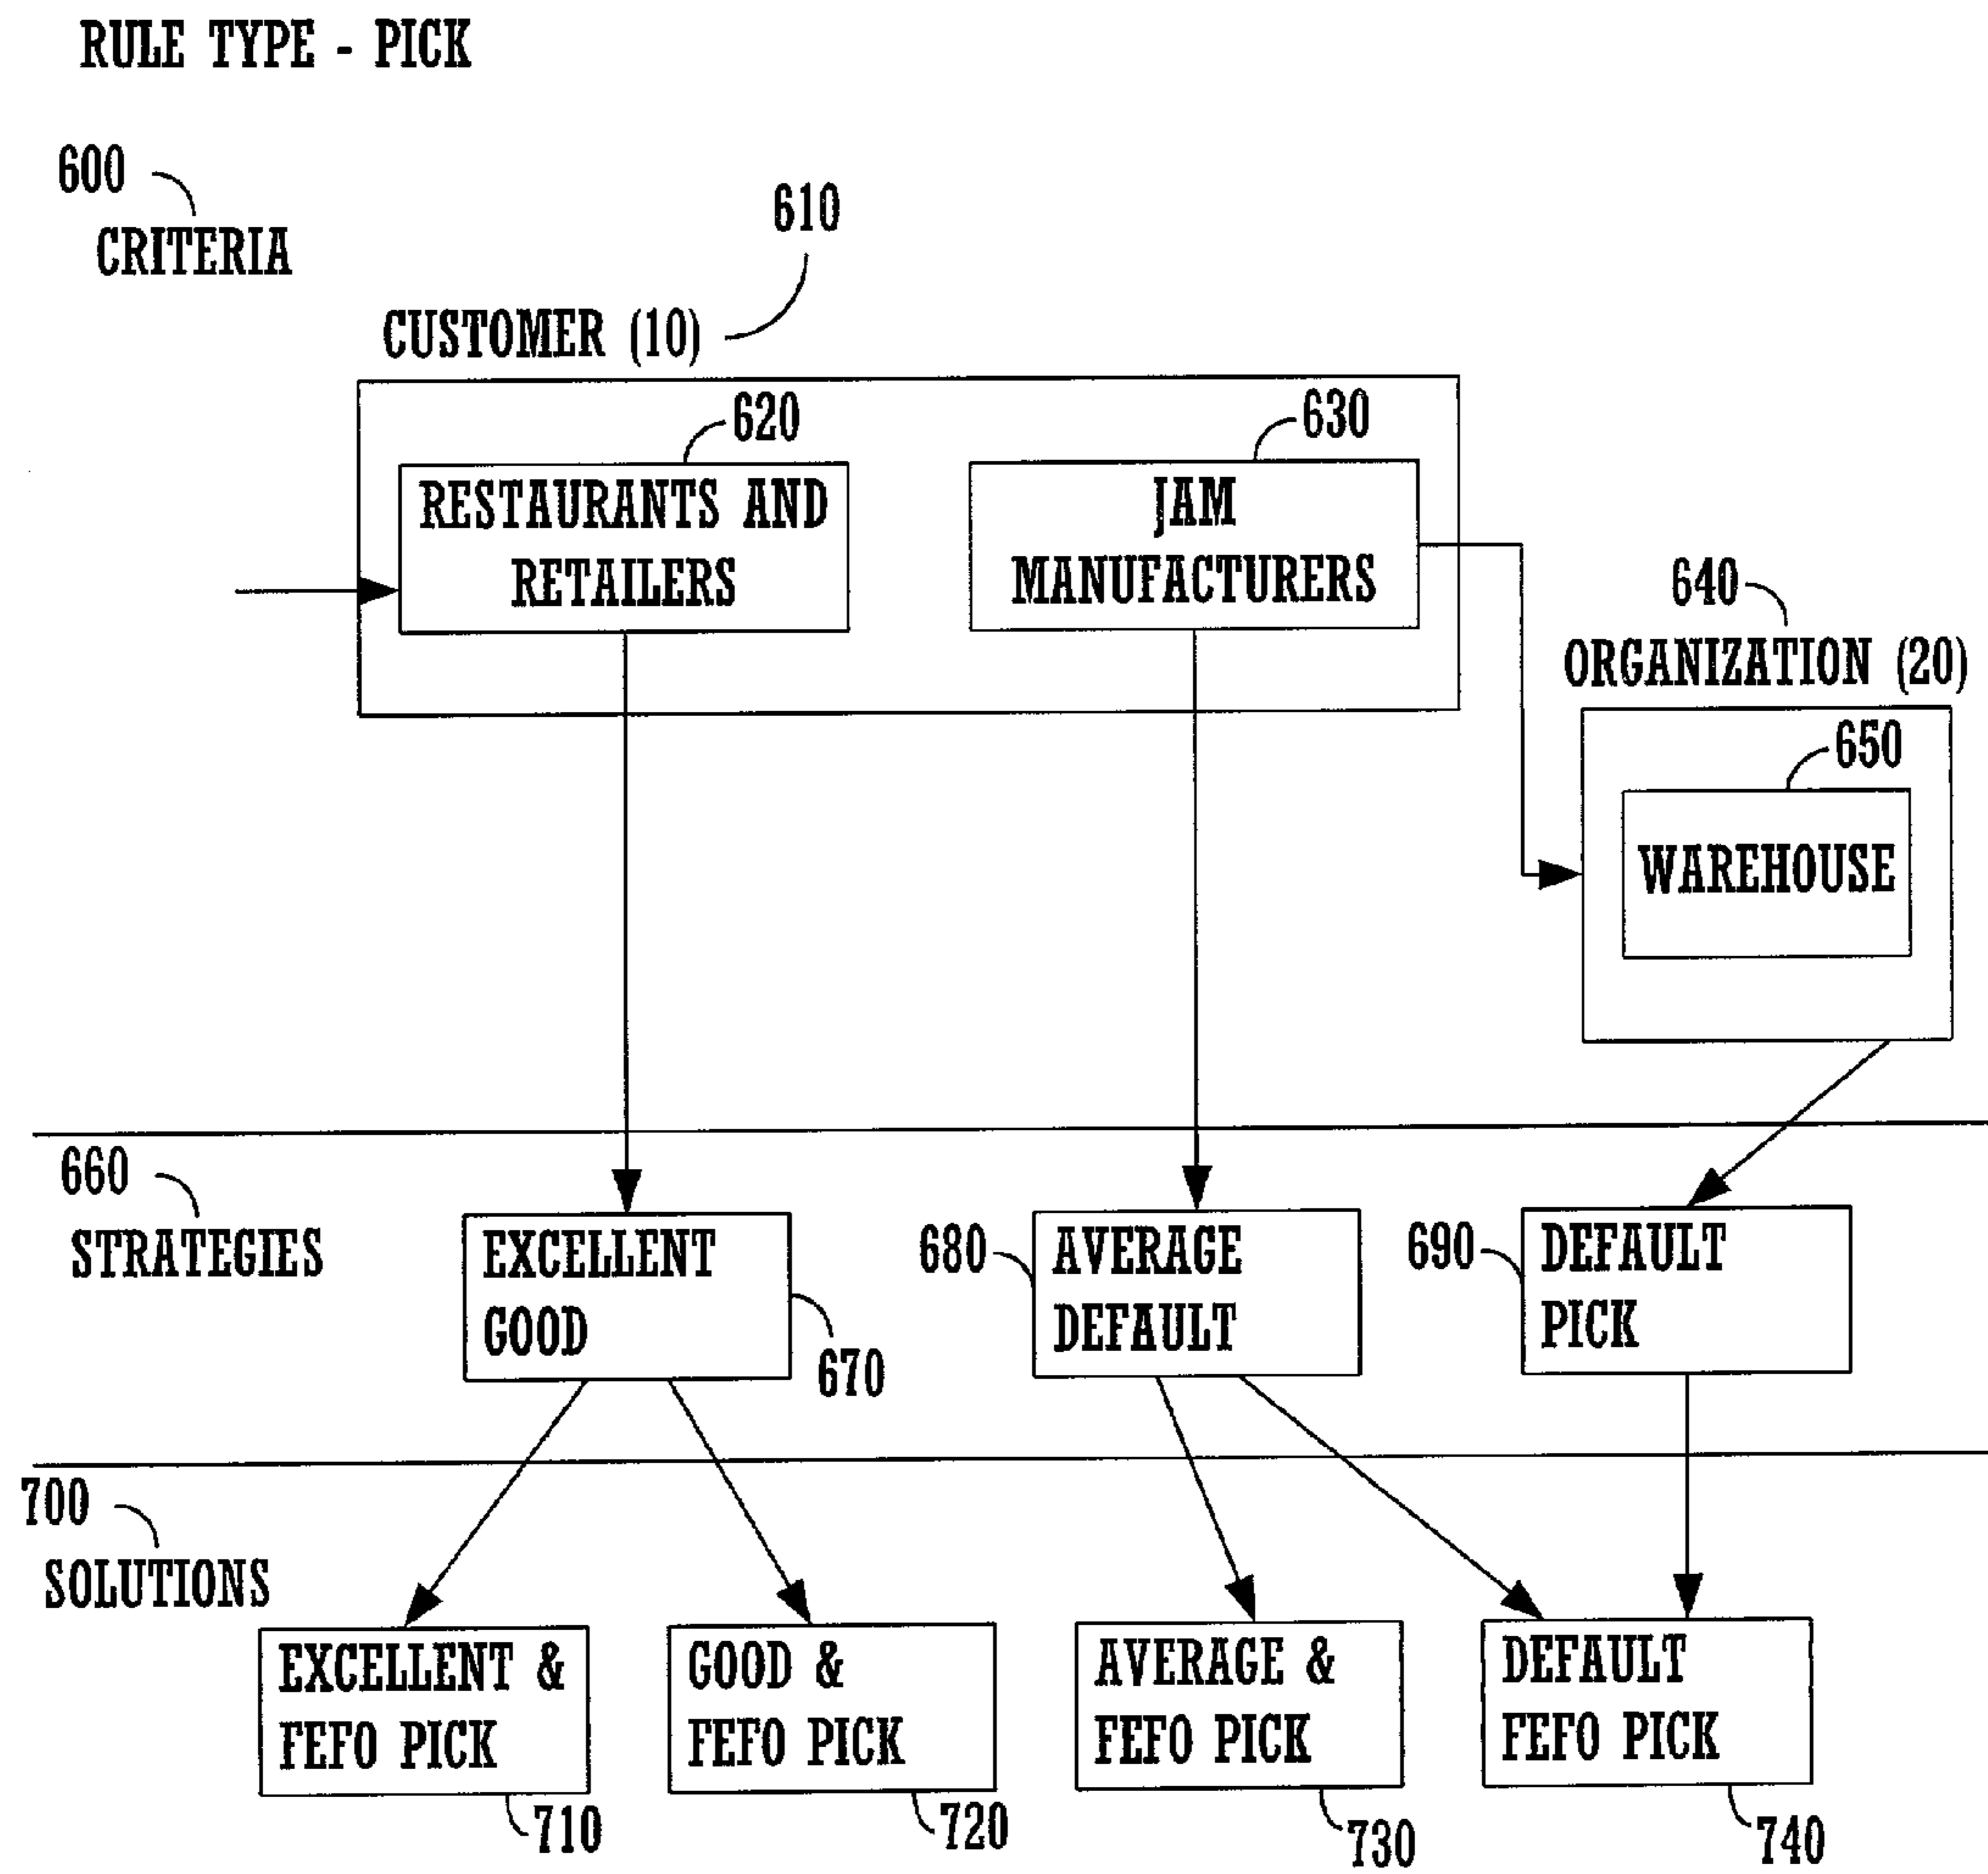 RULE TYPE - PICK
600
CRITERIA
610
CUSTOMER (10)
620
RESTAURANTS AND
RETAILERS
630
JAM
MANUFACTURERS
640
ORGANIZATION (20)
650
WAREHOUSE
660
STRATEGIES
EXCELLENT
GOOD
670
680
AVERAGE
DEFAULT
690
DEFAULT
PICK
700
SOLUTIONS
EXCELLENT &
FEFO PICK
710
GOOD &
FEFO PICK
720
AVERAGE &
FEFO PICK
730
DEFAULT
FEFO PICK
740